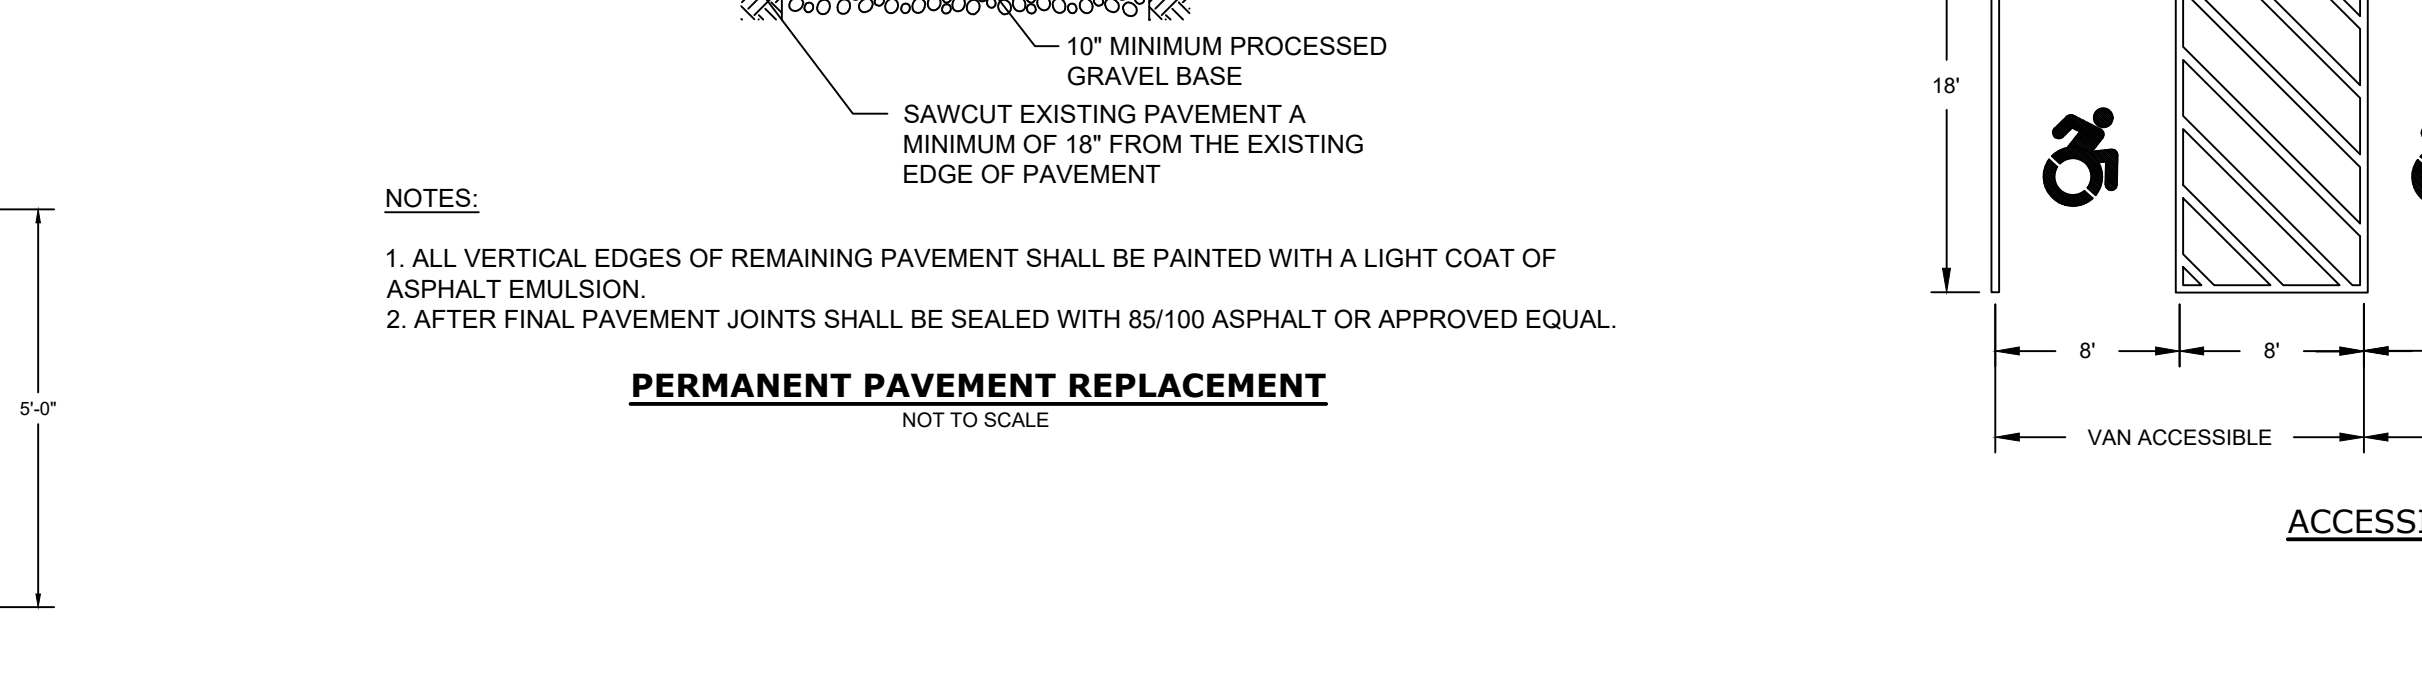 10" MINIMUM PROCESSED
GRAVEL BASE
SAWCUT EXISTING PAVEMENT A
MINIMUM OF 18" FROM THE EXISTING
EDGE OF PAVEMENT
NOTES:
1. ALL VERTICAL EDGES OF REMAINING PAVEMENT SHALL BE PAINTED WITH A LIGHT COAT OF
ASPHALT EMULSION.
2. AFTER FINAL PAVEMENT JOINTS SHALL BE SEALED WITH 85/100 ASPHALT OR APPROVED EQUAL.
PERMANENT PAVEMENT REPLACEMENT
NOT TO SCALE
5'-0"
18'
8'
8'
VAN ACCESSIBLE